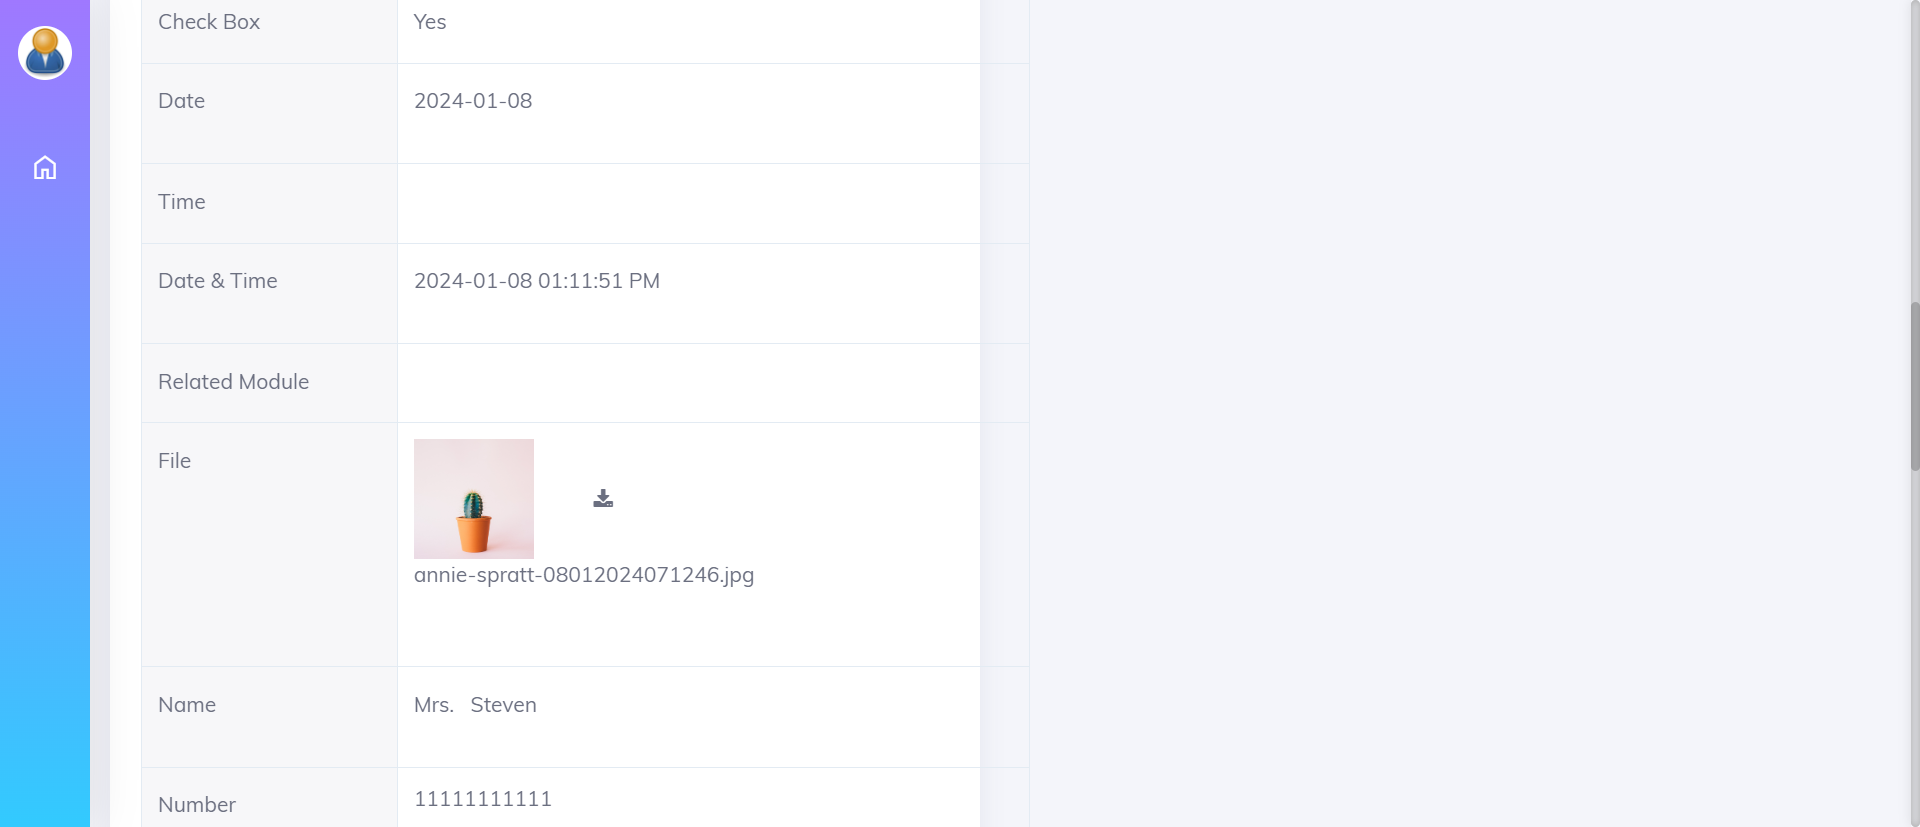 Check Box Yes
Date 2024-01-08
Time
Date & Time 2024-01-08 01:11:51 PM
Related Module
File
annie-spratt-08012024071246.jpg
Name Mrs. Steven
Number 11111111111